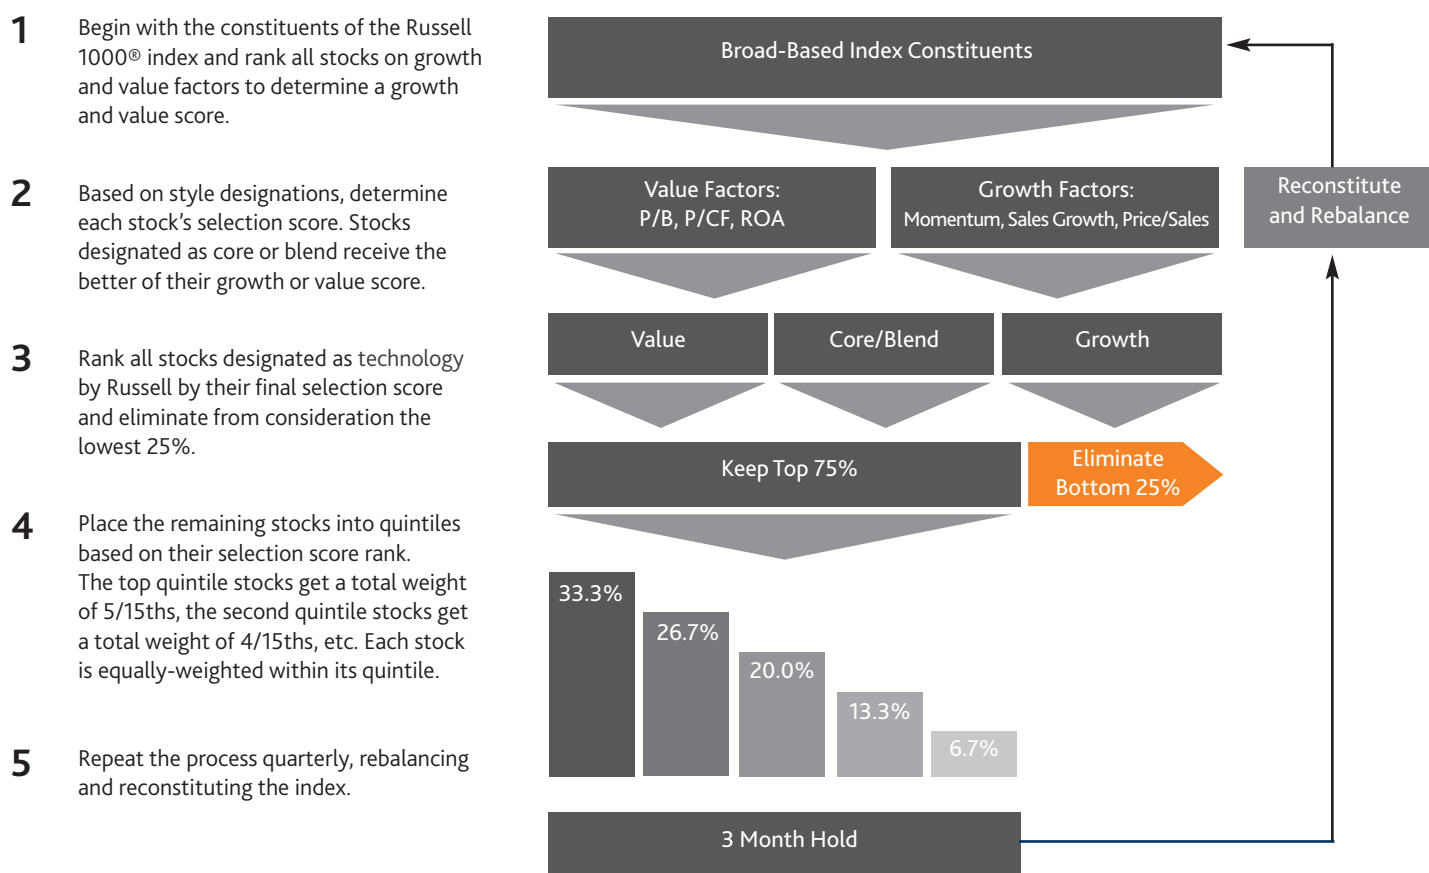 1
Begin with the constituents of the Russell
1000® index and rank all stocks on growth
and value factors to determine a growth
and value score.
2
Based on style designations, determine
each stock’s selection score. Stocks
designated as core or blend receive the
better of their growth or value score.
3
Rank all stocks designated as technology
by Russell by their final selection score
and eliminate from consideration the
lowest 25%.
4
Place the remaining stocks into quintiles
based on their selection score rank.
The top quintile stocks get a total weight
of 5/15ths, the second quintile stocks get
a total weight of 4/15ths, etc. Each stock
is equally-weighted within its quintile.
5
Repeat the process quarterly, rebalancing
and reconstituting the index.
Broad-Based Index Constituents
Value Factors:
P/B, P/CF, ROA
Growth Factors:
Momentum, Sales Growth, Price/Sales
Reconstitute
and Rebalance
Value
Core/Blend
Growth
Keep Top 75%
Eliminate
Bottom 25%
33.3%
26.7%
20.0%
13.3%
6.7%
3 Month Hold